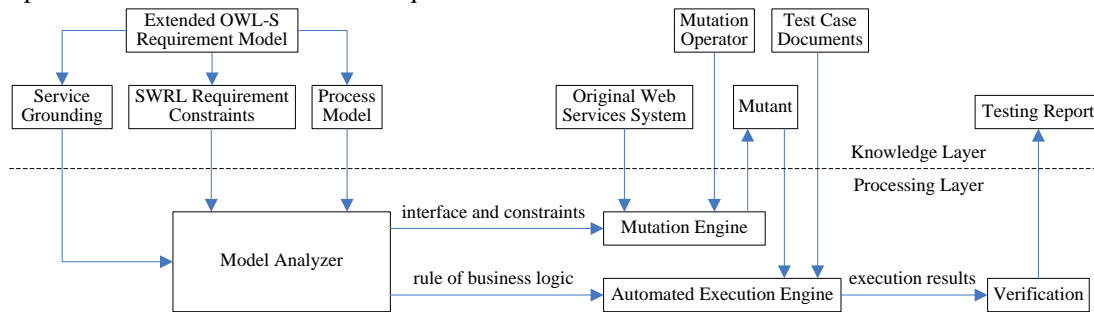 Extended OWL-S
Requirement Model
Mutation
Operator
Test Case
Documents
Service
Grounding
SWRL Requirement
Constraints
Process
Model
Original Web
Services System
Mutant
Testing Report
Knowledge Layer
Processing Layer
interface and constraints
Mutation Engine
Model Analyzer
rule of business logic
Automated Execution Engine
execution results
Verification